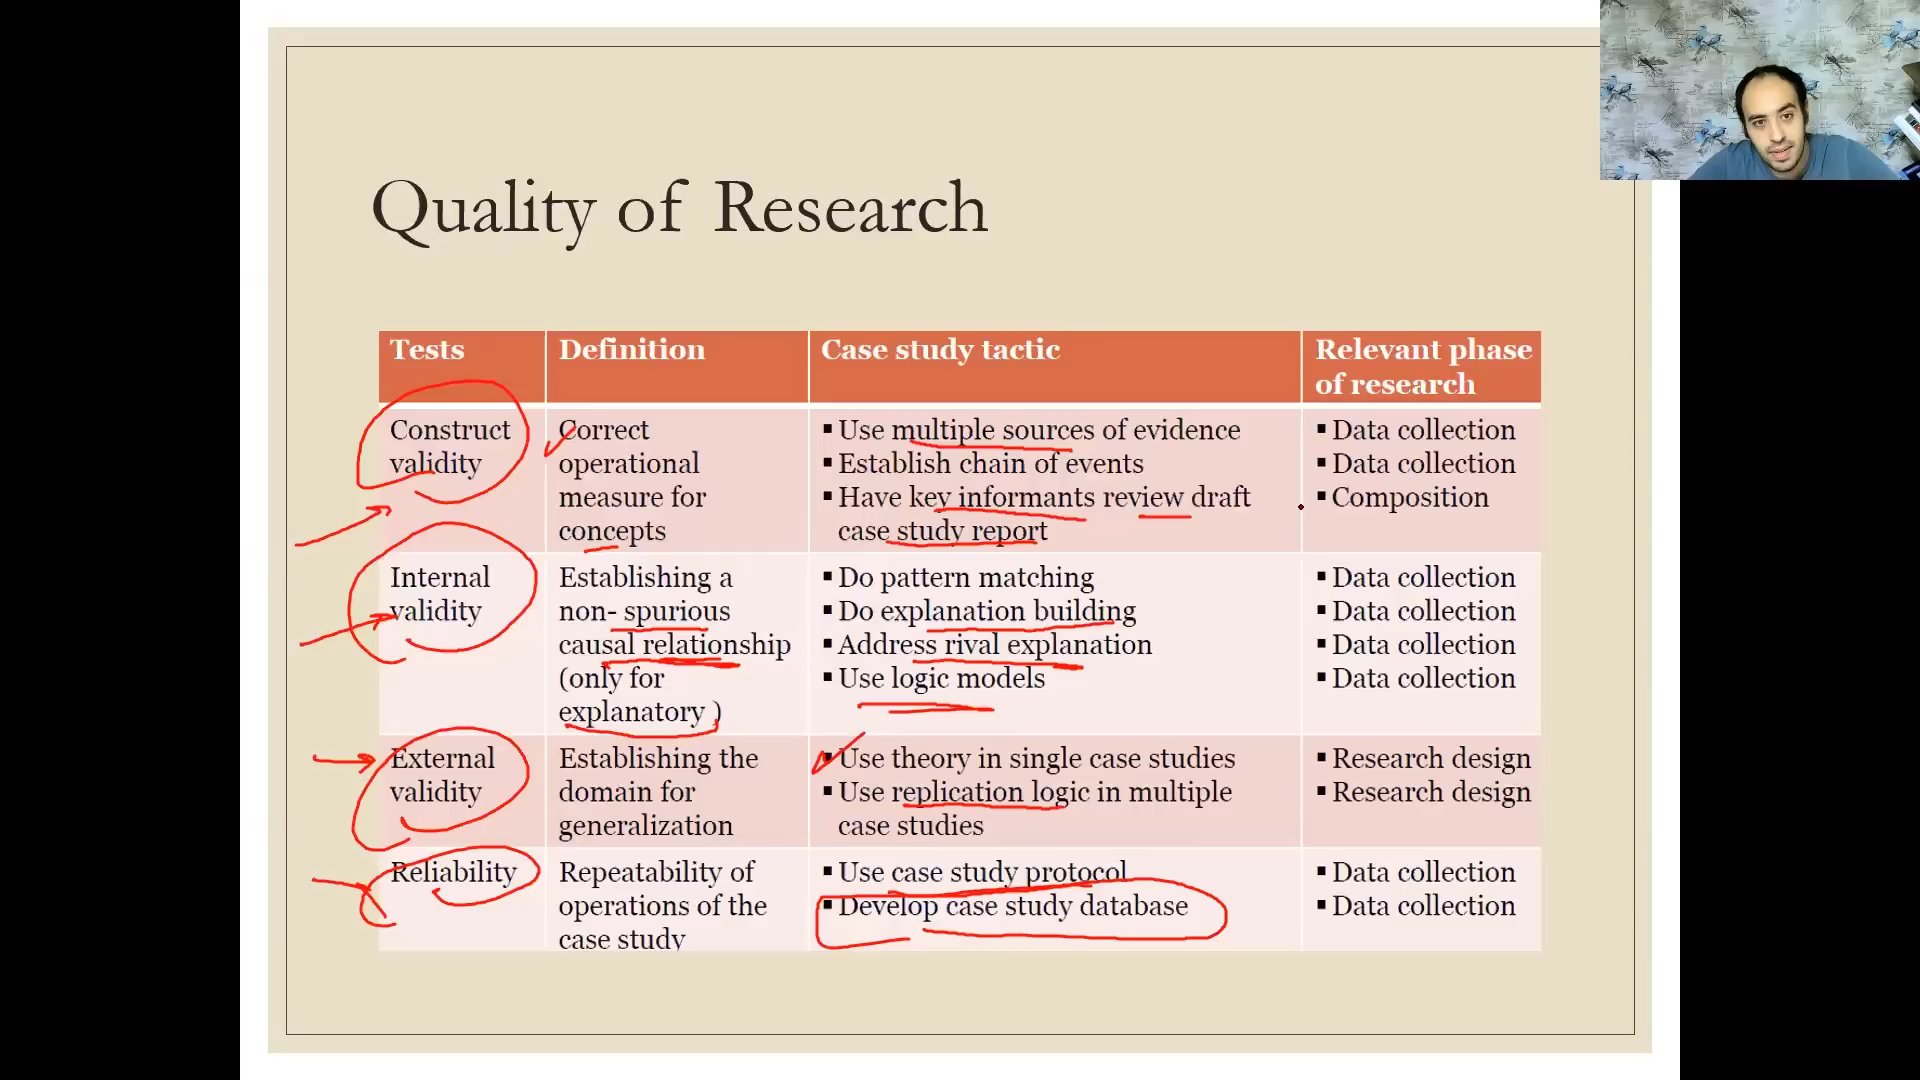 Quality of Research
Tests
Definition
Case study tactic
Relevant phase
of research
Construct
validity
Correct
operational
measure for
concepts
▪Use multiple sources of evidence
▪Establish chain of events
▪Have key informants review draft
case study report
▪Data collection
▪Data collection
▪Composition
Internal
validity
Establishing a
non- spurious
causal relationship
(only for
explanatory )
▪Do pattern matching
▪Do explanation building
▪Address rival explanation
▪Use logic models
▪Data collection
▪Data collection
▪Data collection
▪Data collection
External
validity
Establishing the
domain for
generalization
▪Use theory in single case studies
▪Use replication logic in multiple
case studies
▪Research design
▪Research design
Reliability
Repeatability of
operations of the
case study
▪Use case study protocol
▪Develop case study database
▪Data collection
▪Data collection